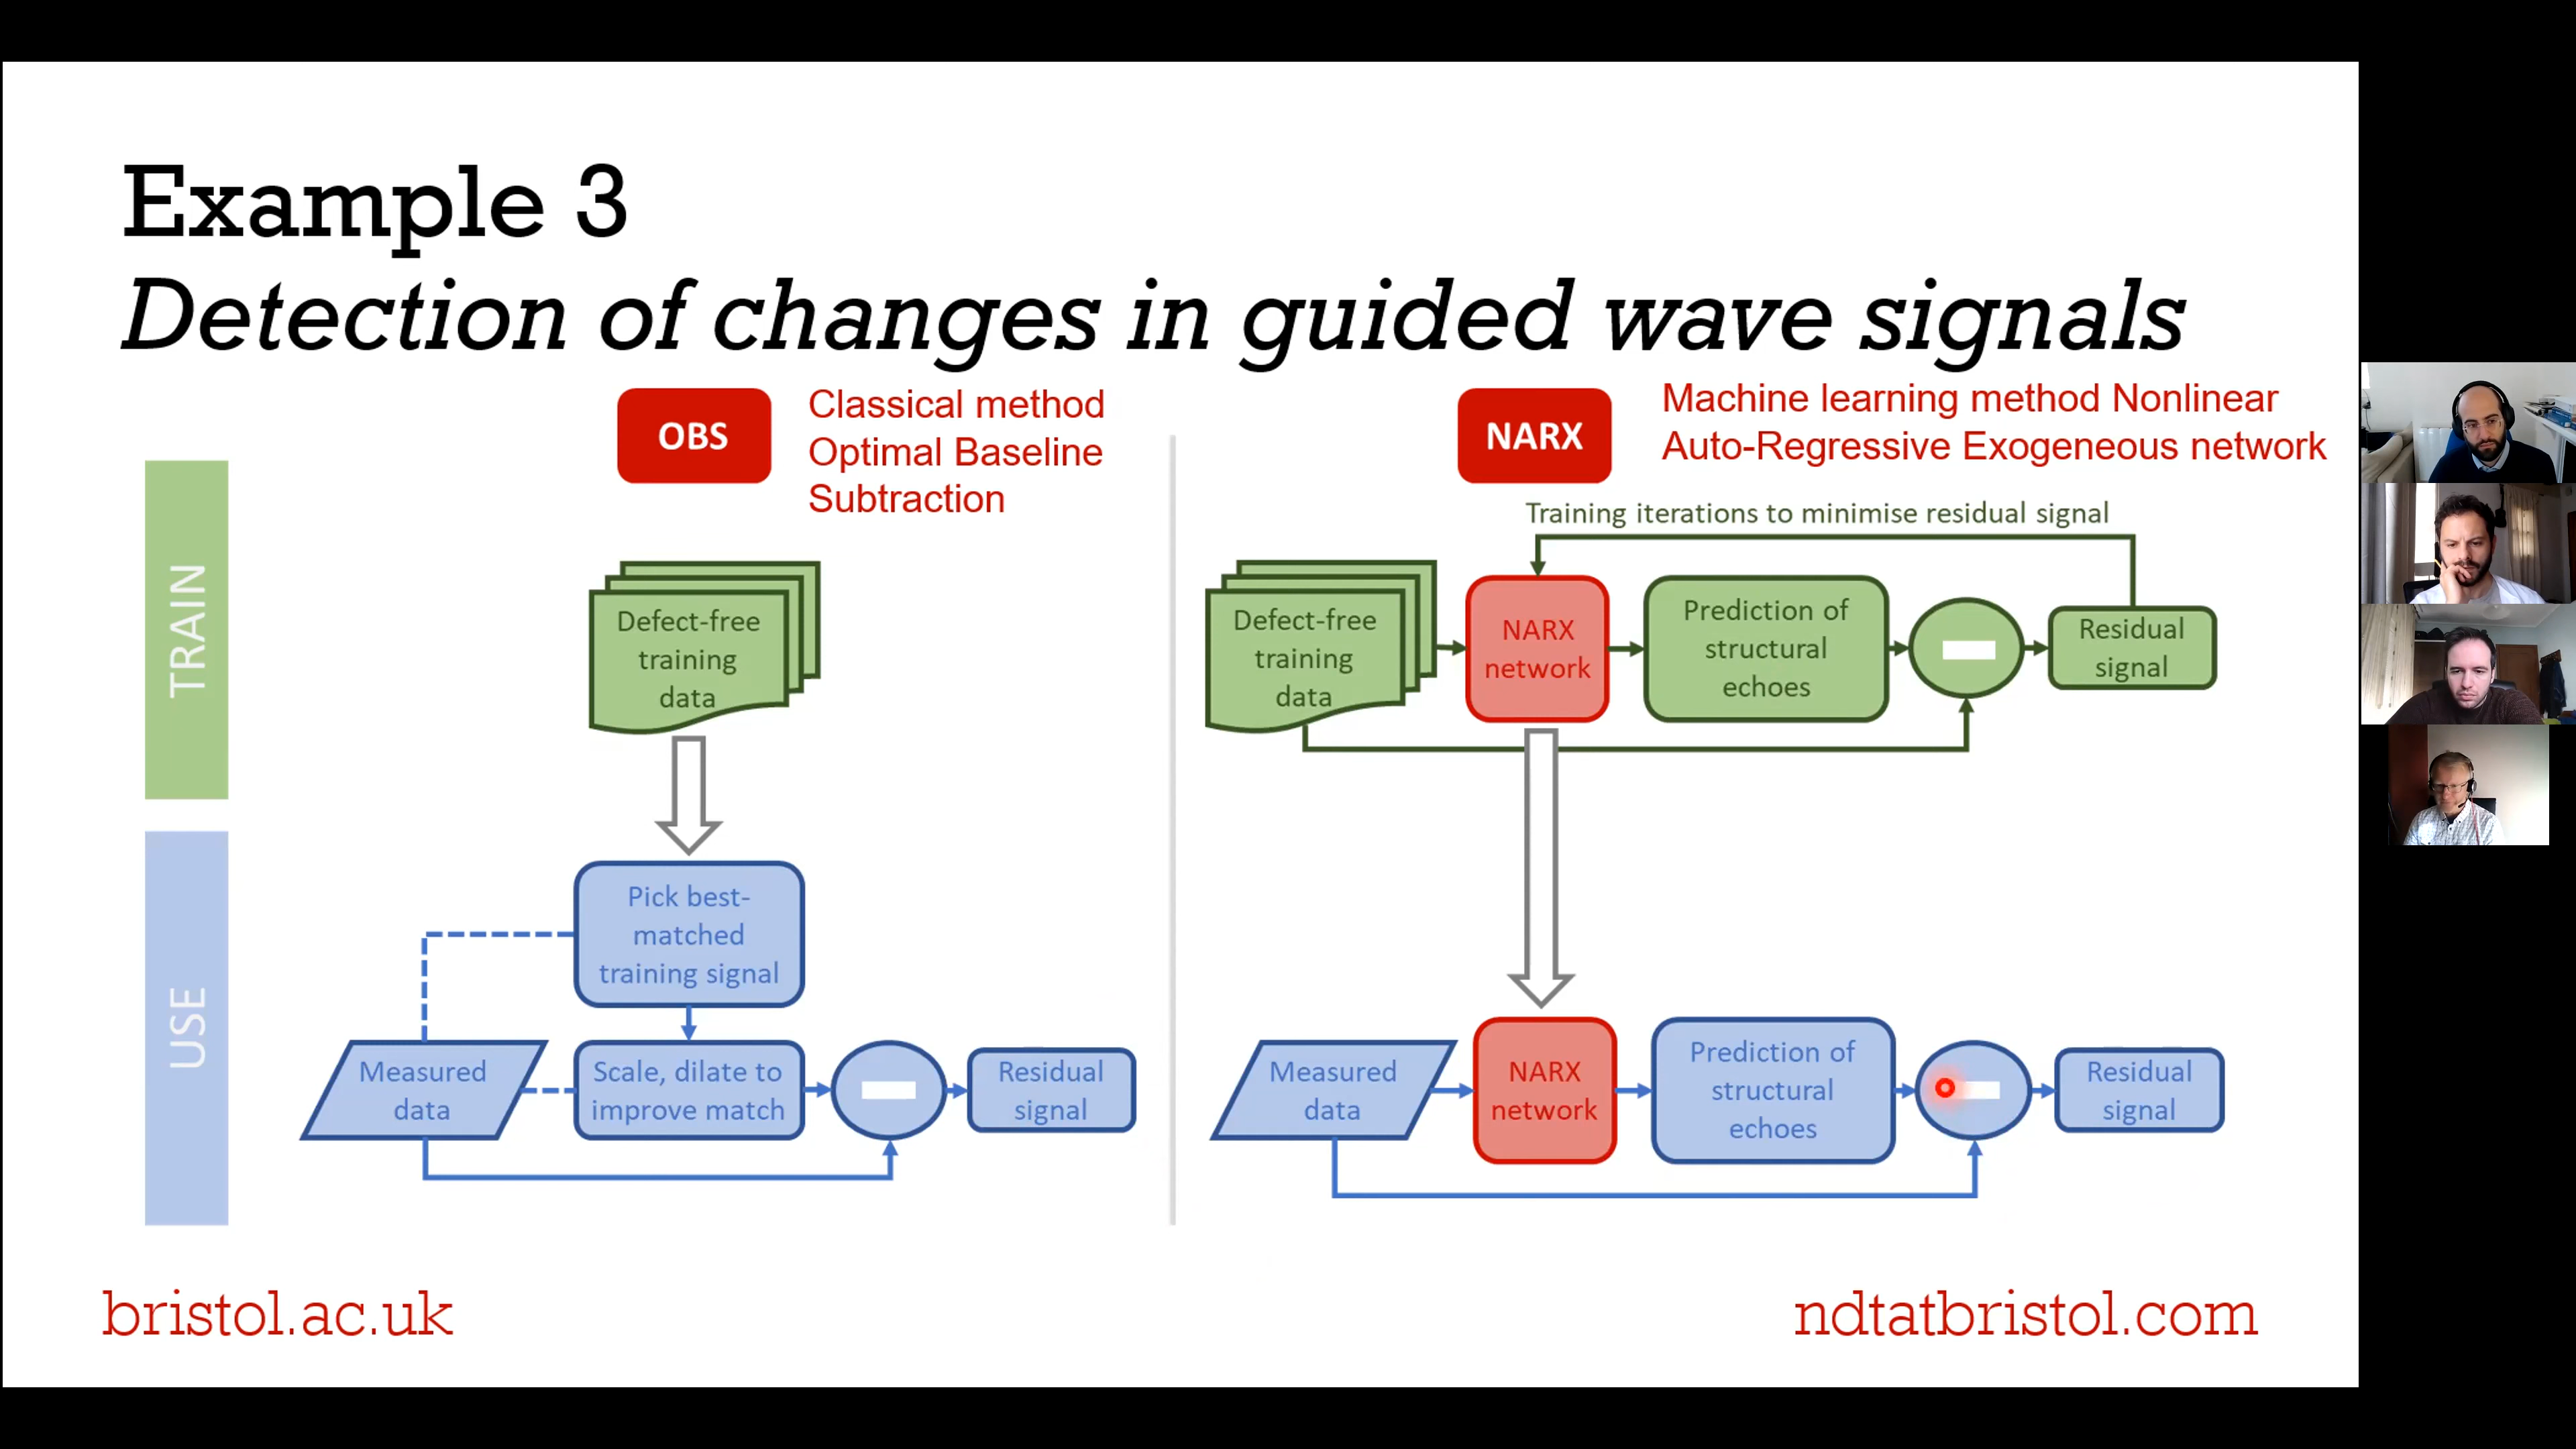 Example 3
Detection of changes in guided wave signals
OBS
Classical method
Optimal Baseline
Subtraction
NARX
Machine learning method Nonlinear
Auto-Regressive Exogeneous network
TRAIN
Defect-free
training
data
Training iterations to minimise residual signal
Defect-free
training
data
NARX
network
Prediction of
structural
echoes
Residual
signal
USE
Pick best-
matched
training signal
Measured
data
Scale, dilate to
improve match
Residual
signal
Measured
data
NARX
network
Prediction of
structural
echoes
Residual
signal
bristol.ac.uk
ndtatbristol.com